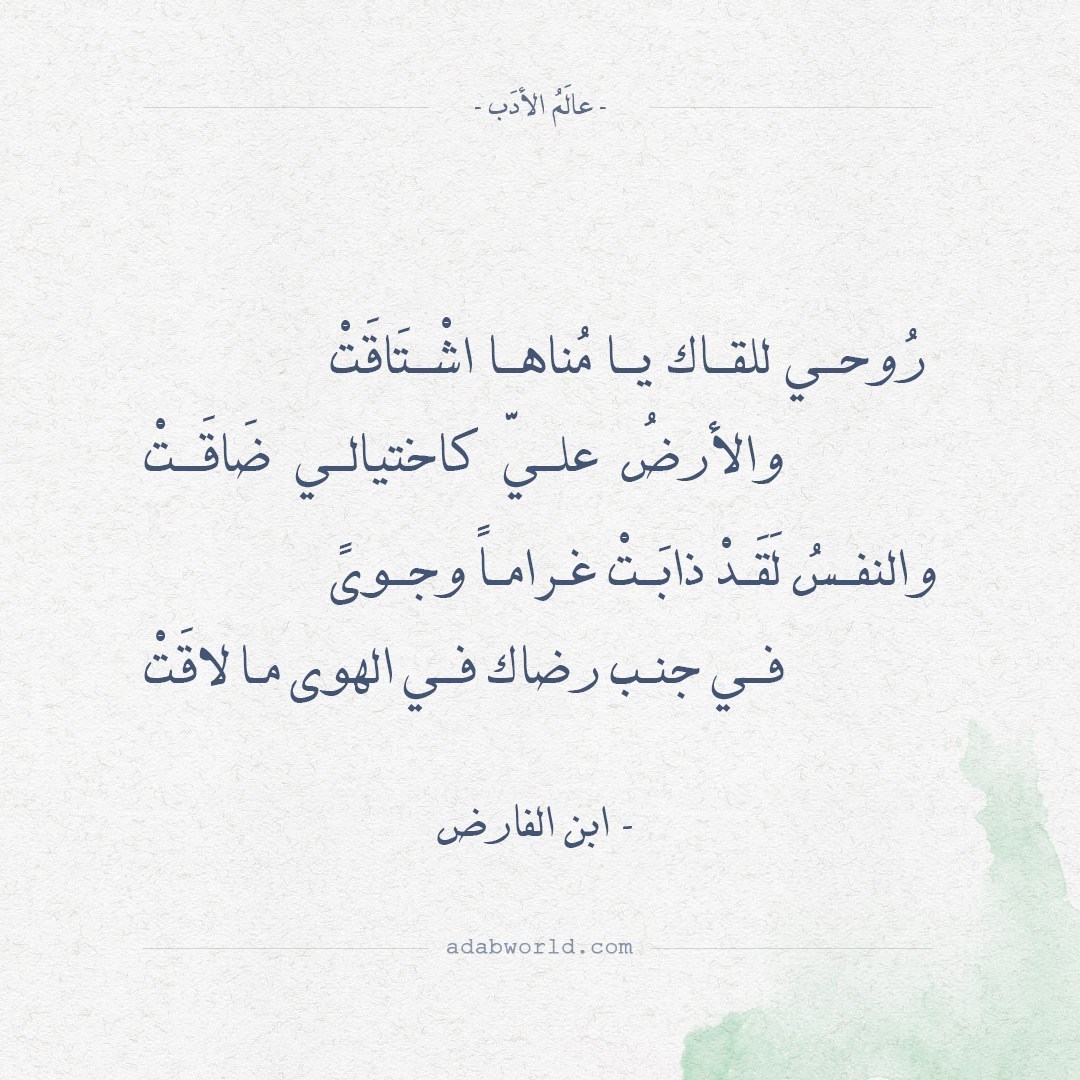 - عالَمُ الأدَب -
رُوحي للقاك يا مُناها اشْتَاقَتْ
والأرضُ عليّ كاختيالي ضَاقَتْ
والنفسُ لَقَدْ ذابَتْ غراماً وجوىً
في جنب رضاك في الهوى ما لاقَتْ
- ابن الفارض
adabworld.com